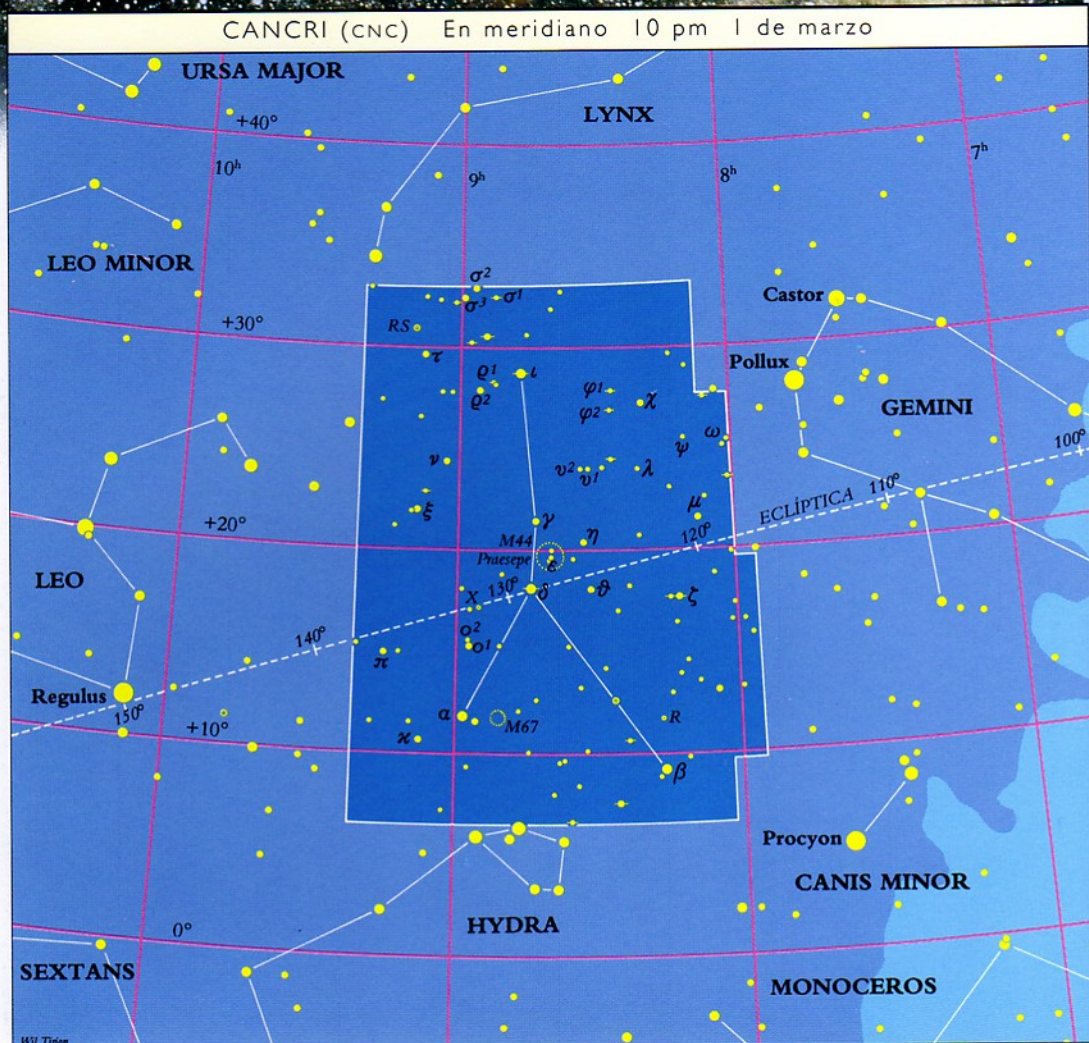 CANCRI (CNC) En meridiano 10 pm 1 de marzo
URSA MAJOR
LYNX
+40°
10ʰ
9ʰ
8ʰ
7ʰ
LEO MINOR
σ²
σ³
σ¹
Castor
+30°
RS
τ
Pollux
ϱ¹
ι
ϱ²
φ¹
χ
φ²
GEMINI
ω
ψ
100°
ν
υ²
υ¹
λ
110°
ξ
μ
ECLÍPTICA
+20°
γ
M44
η
120°
Praesepe
ε
LEO
130°
δ
ϑ
ζ
X
ο²
140°
ο¹
π
Regulus
150°
α
M67
R
+10°
ϰ
β
Procyon
CANIS MINOR
HYDRA
0°
SEXTANS
MONOCEROS
Wil Tirion